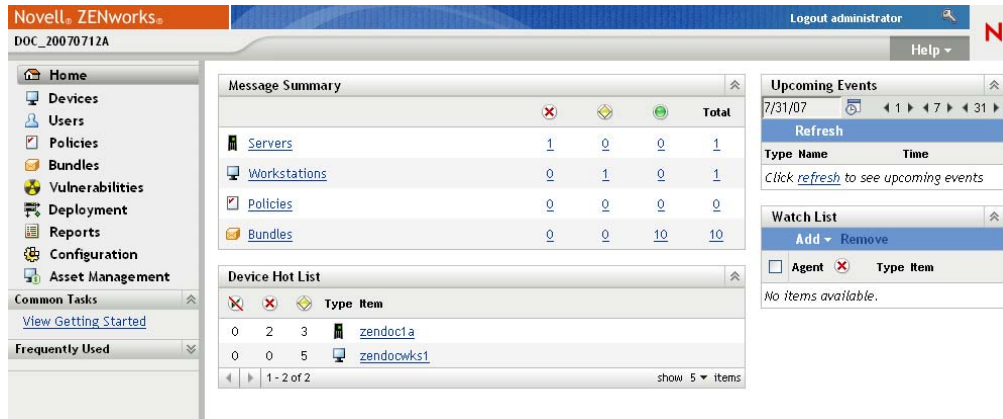 Novell® ZENworks®
Logout administrator
N
DOC_20070712A
Help
Home
Devices
Users
Policies
Bundles
Vulnerabilities
Deployment
Reports
Configuration
Asset Management
Common Tasks
View Getting Started
Frequently Used
Message Summary
Total
Servers 1 0 0 1
Workstations 0 1 0 1
Policies 0 0 0 0
Bundles 0 0 10 10
Device Hot List
Type Item
0 2 3 zendoc1a
0 0 5 zendocwks1
1 - 2 of 2 show 5 items
Upcoming Events
7/31/07 1 7 31
Refresh
Type Name Time
Click refresh to see upcoming events
Watch List
Add Remove
Agent Type Item
No items available.